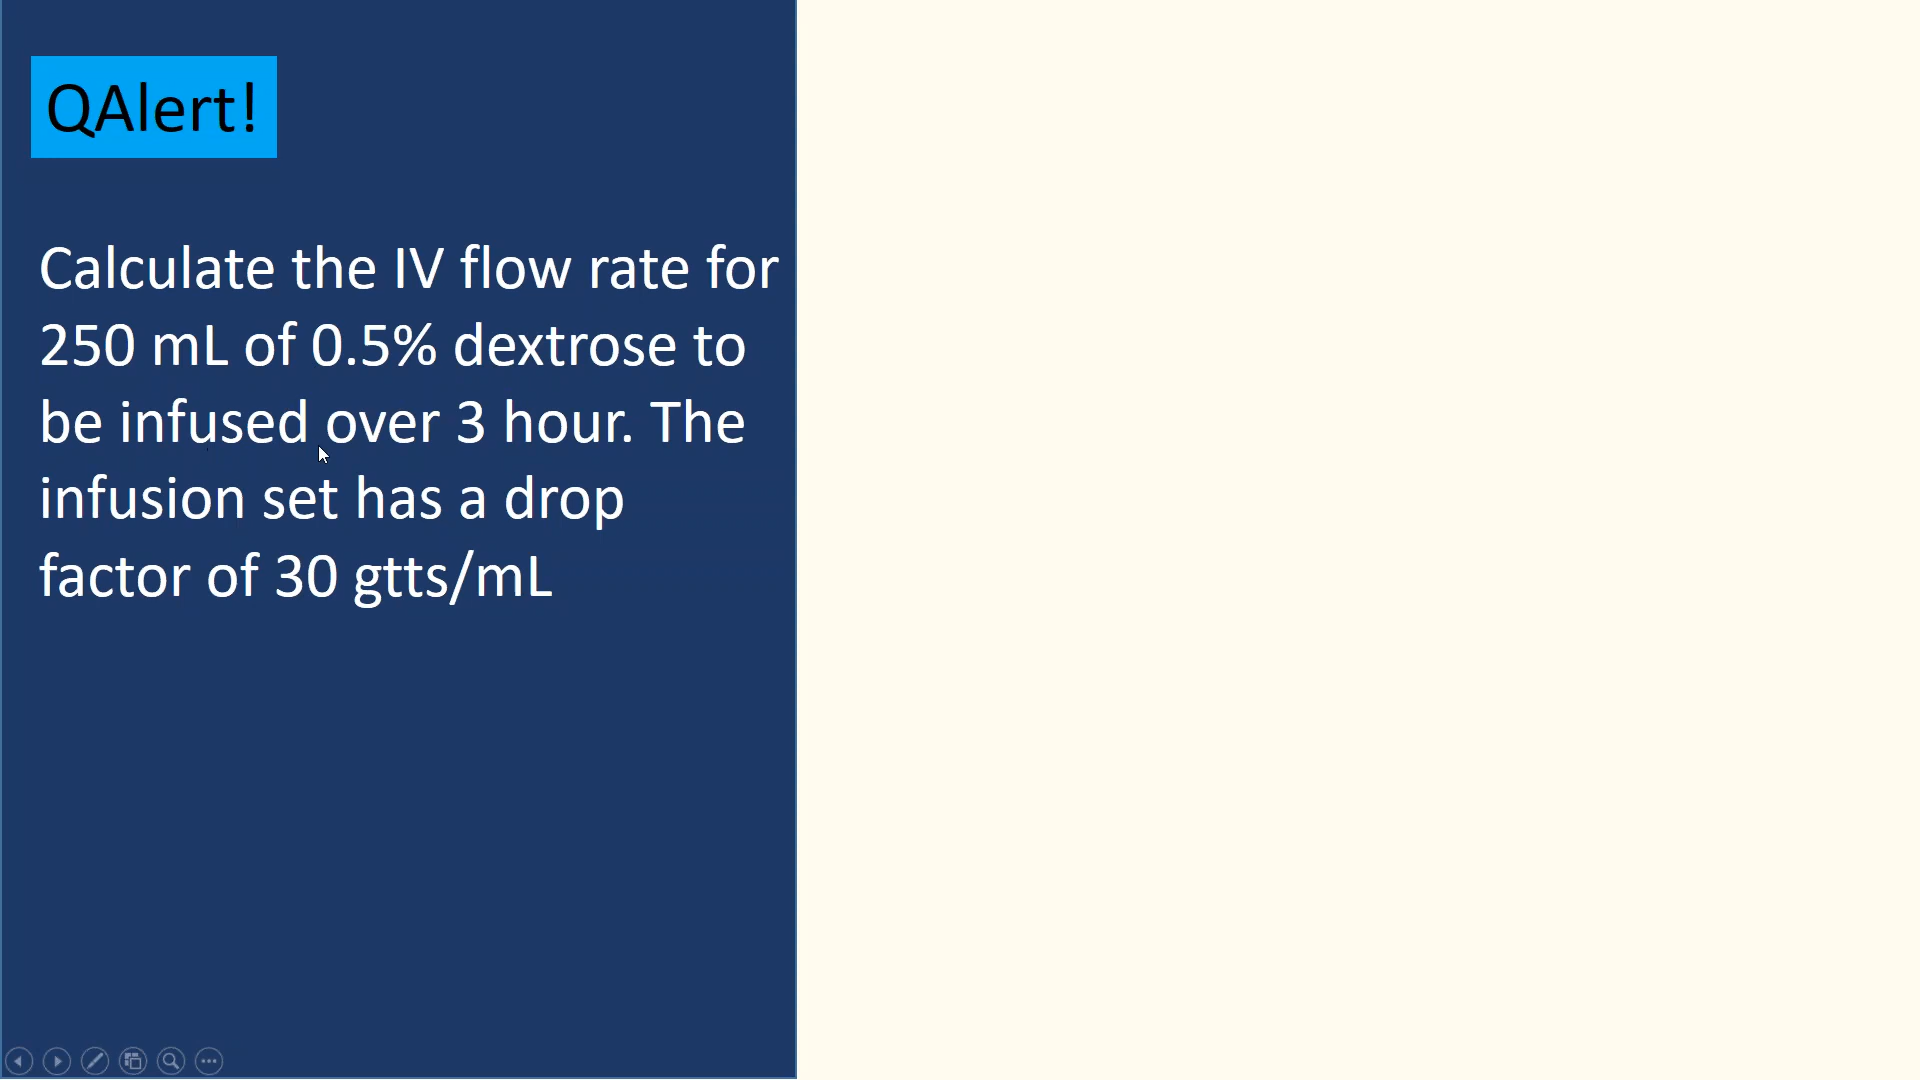 QAlert!
Calculate the IV flow rate for
250 mL of 0.5% dextrose to
be infused over 3 hour. The
infusion set has a drop
factor of 30 gtts/mL